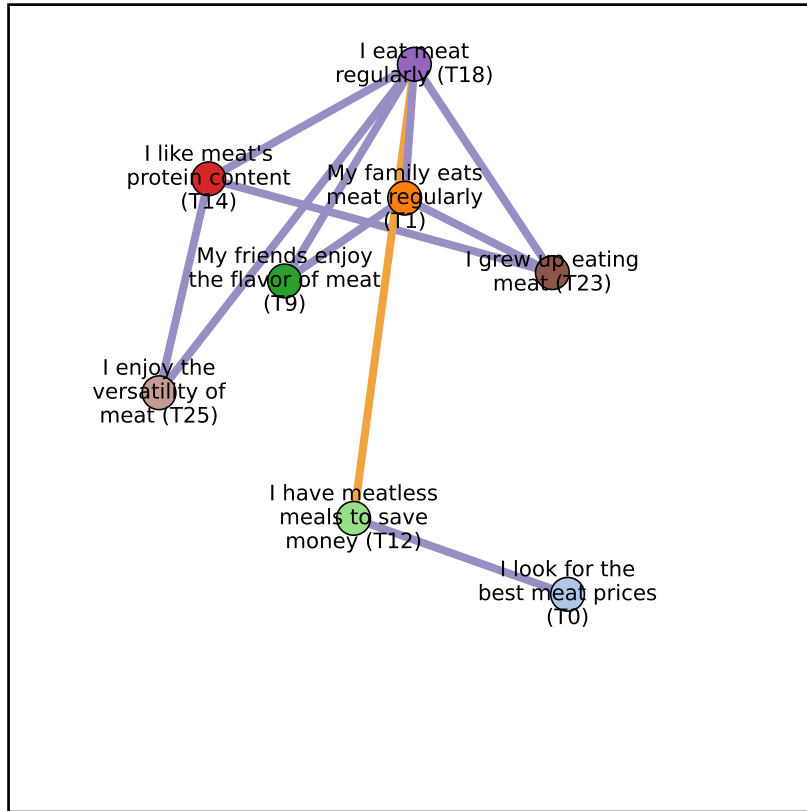 I eat meat
regularly (T18)
I like meat's
protein content
(T14)
My family eats
meat regularly
(T1)
My friends enjoy
the flavor of meat
(T9)
I grew up eating
meat (T23)
I enjoy the
versatility of
meat (T25)
I have meatless
meals to save
money (T12)
I look for the
best meat prices
(T0)